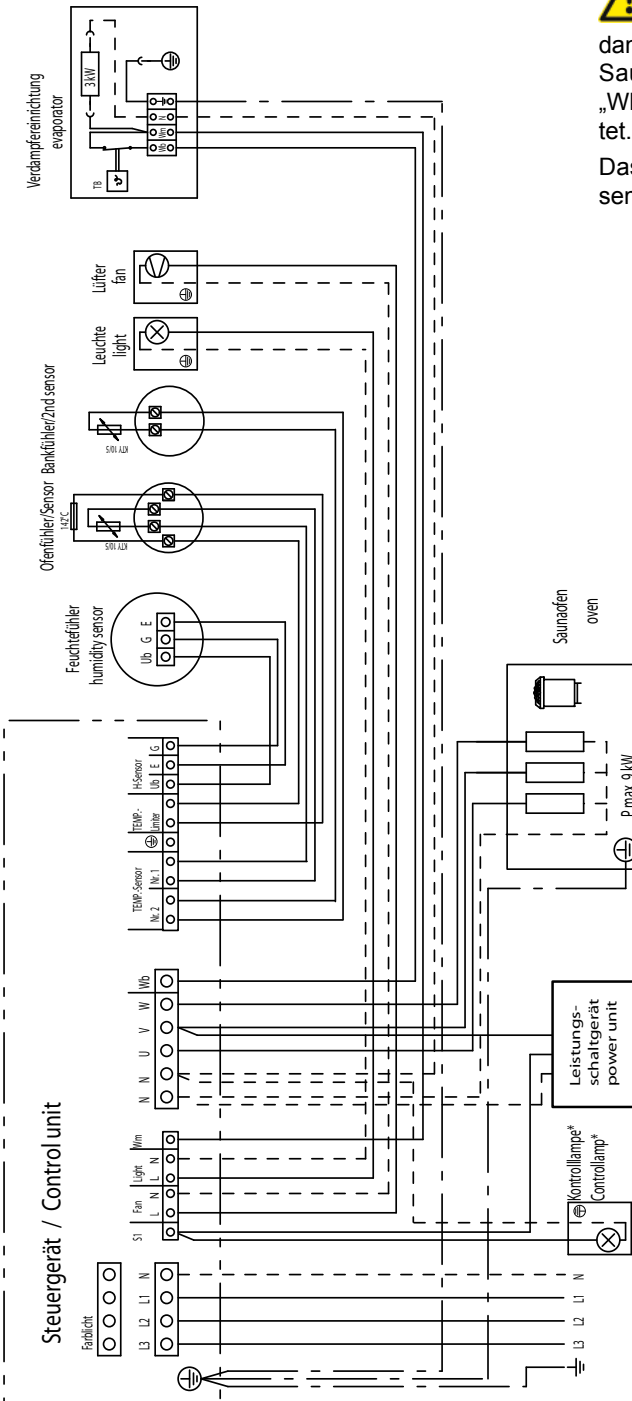 Verdampfereinrichtung
evaporator
3 kW
TB
Wb
Wm
N
Lüfter
fan
Leuchte
light
Bankfühler/2nd sensor
KTY 10/5
Ofenfühler/Sensor
142°C
KTY 10/5
Feuchtefühler
humidity sensor
Ub G E
Steuergerät / Control unit
TEMP.-Sensor
Nr. 2
Nr. 1
TEMP.-
Limiter
H-Sensor
Ub E G
N N U V W Wb
S1
Fan
L N
Light
L N
Wm
Farblicht
L3 L2 L1 N
L3 L2 L1 N
Kontrolllampe*
Controllamp*
Leistungs-
schaltgerät
power unit
Saunaofen
oven
P max. 9 kW
dar
Sau
tet.
Das
ser